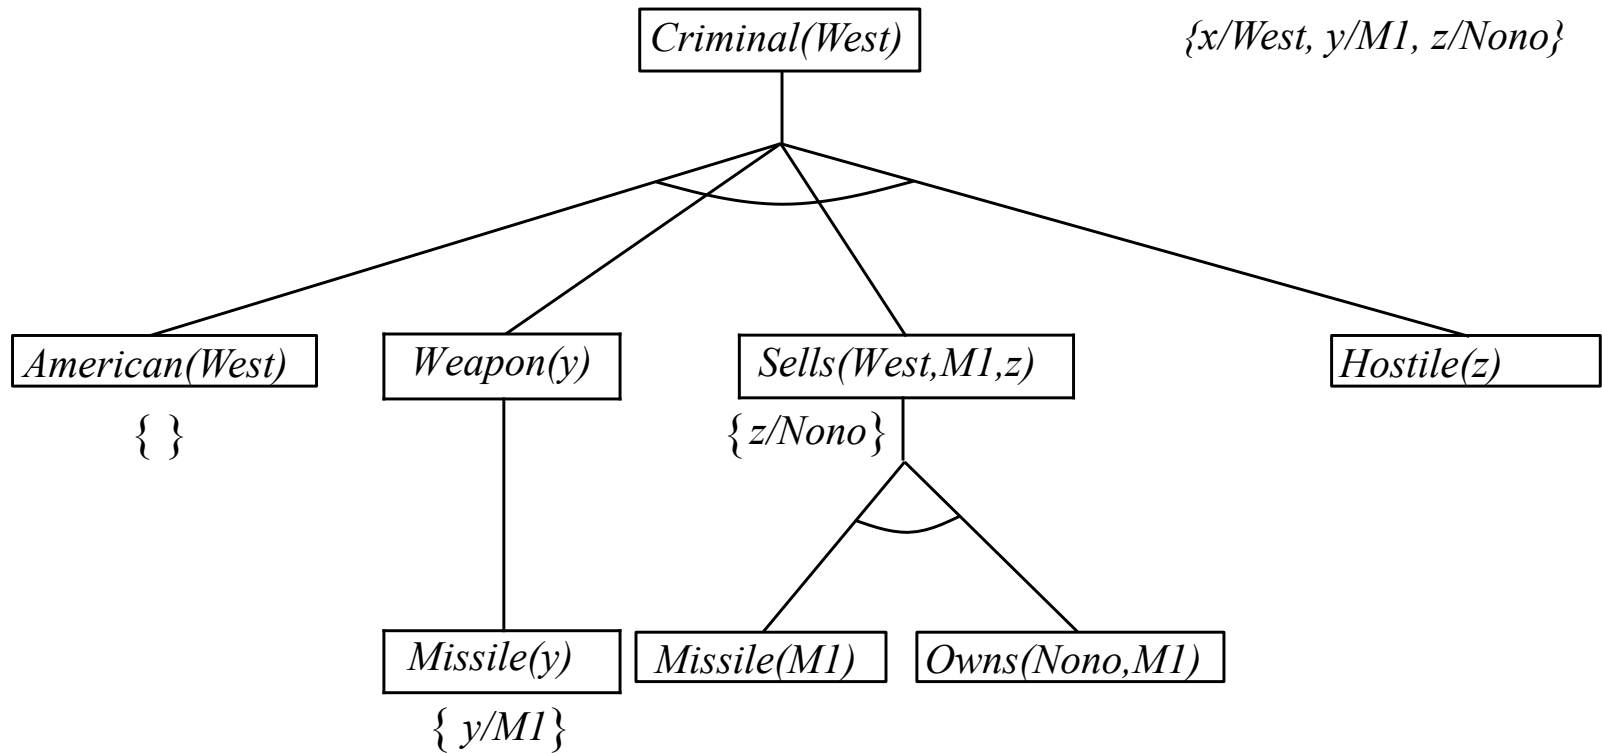 Criminal(West)
{x/West, y/M1, z/Nono}
American(West)
Weapon(y)
Sells(West,M1,z)
Hostile(z)
{ }
{ z/Nono }
Missile(y)
Missile(M1)
Owns(Nono,M1)
{ y/M1 }